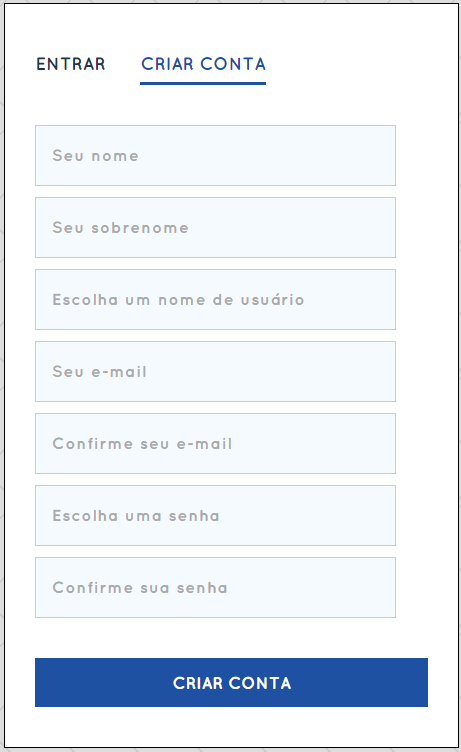 ENTRAR CRIAR CONTA
Seu nome
Seu sobrenome
Escolha um nome de usuário
Seu e-mail
Confirme seu e-mail
Escolha uma senha
Confirme sua senha
CRIAR CONTA